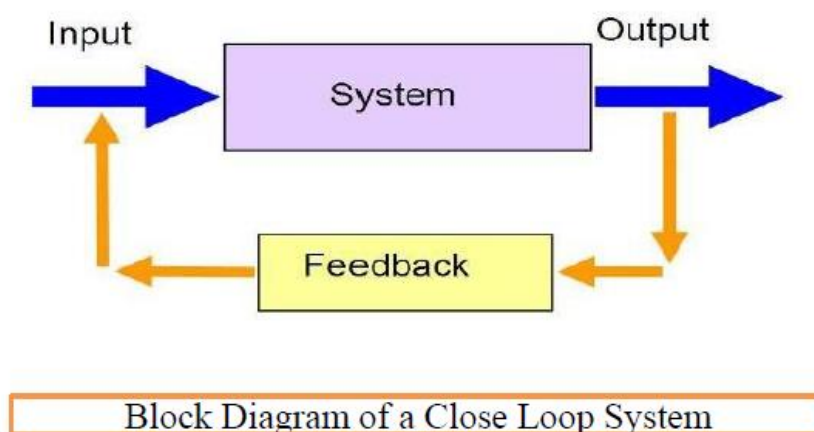 Input
Output
System
Feedback
Block Diagram of a Close Loop System